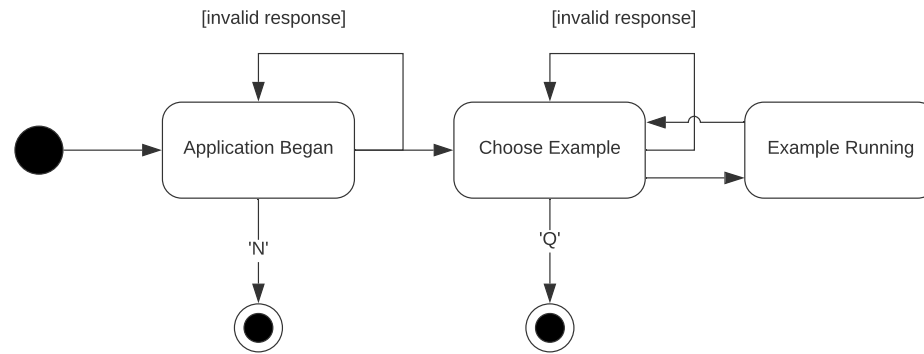 [invalid response]
[invalid response]
Application Began
Choose Example
Example Running
'N'
'Q'